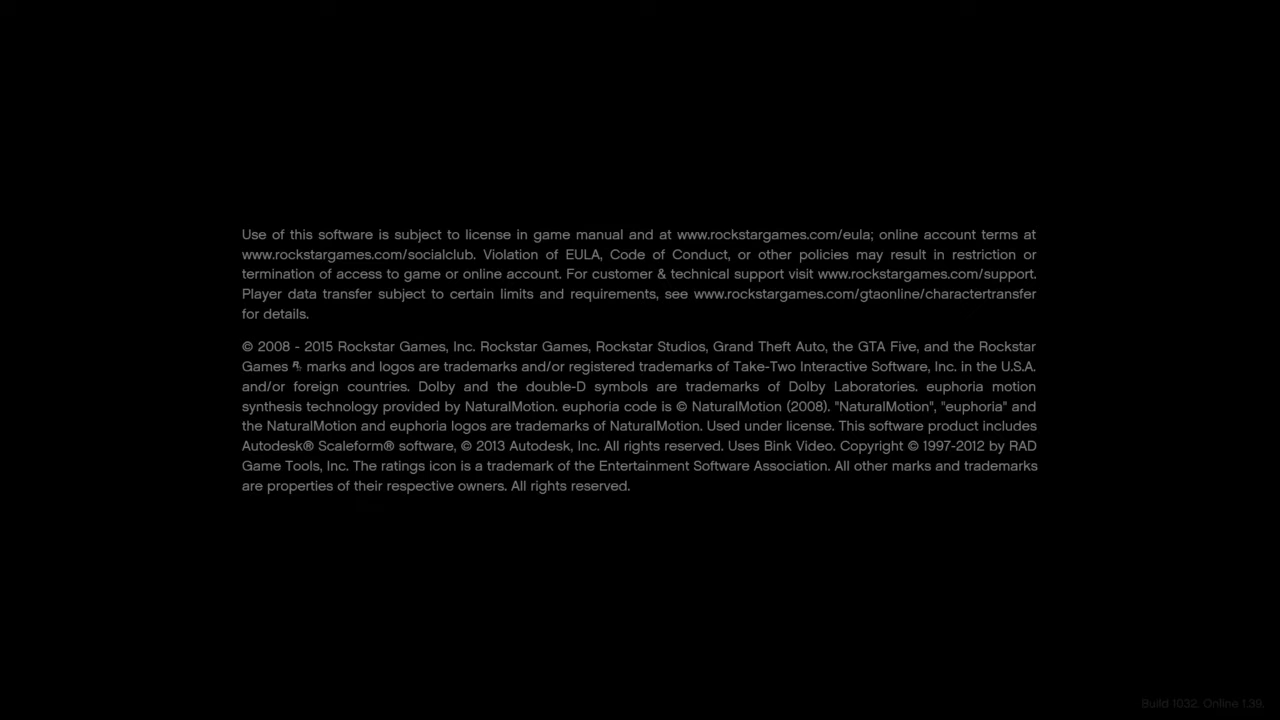 Use of this software is subject to license in game manual and at www.rockstargames.com/eula; online account terms at
www.rockstargames.com/socialclub. Violation of EULA, Code of Conduct, or other policies may result in restriction or
termination of access to game or online account. For customer & technical support visit www.rockstargames.com/support.
Player data transfer subject to certain limits and requirements, see www.rockstargames.com/gtaonline/charactertransfer
for details.
© 2008 - 2015 Rockstar Games, Inc. Rockstar Games, Rockstar Studios, Grand Theft Auto, the GTA Five, and the Rockstar
Games R* marks and logos are trademarks and/or registered trademarks of Take-Two Interactive Software, Inc. in the U.S.A.
and/or foreign countries. Dolby and the double-D symbols are trademarks of Dolby Laboratories. euphoria motion
synthesis technology provided by NaturalMotion. euphoria code is © NaturalMotion (2008). "NaturalMotion", "euphoria" and
the NaturalMotion and euphoria logos are trademarks of NaturalMotion. Used under license. This software product includes
Autodesk® Scaleform® software, © 2013 Autodesk, Inc. All rights reserved. Uses Bink Video. Copyright © 1997-2012 by RAD
Game Tools, Inc. The ratings icon is a trademark of the Entertainment Software Association. All other marks and trademarks
are properties of their respective owners. All rights reserved.
Build 1032. Online 1.39.